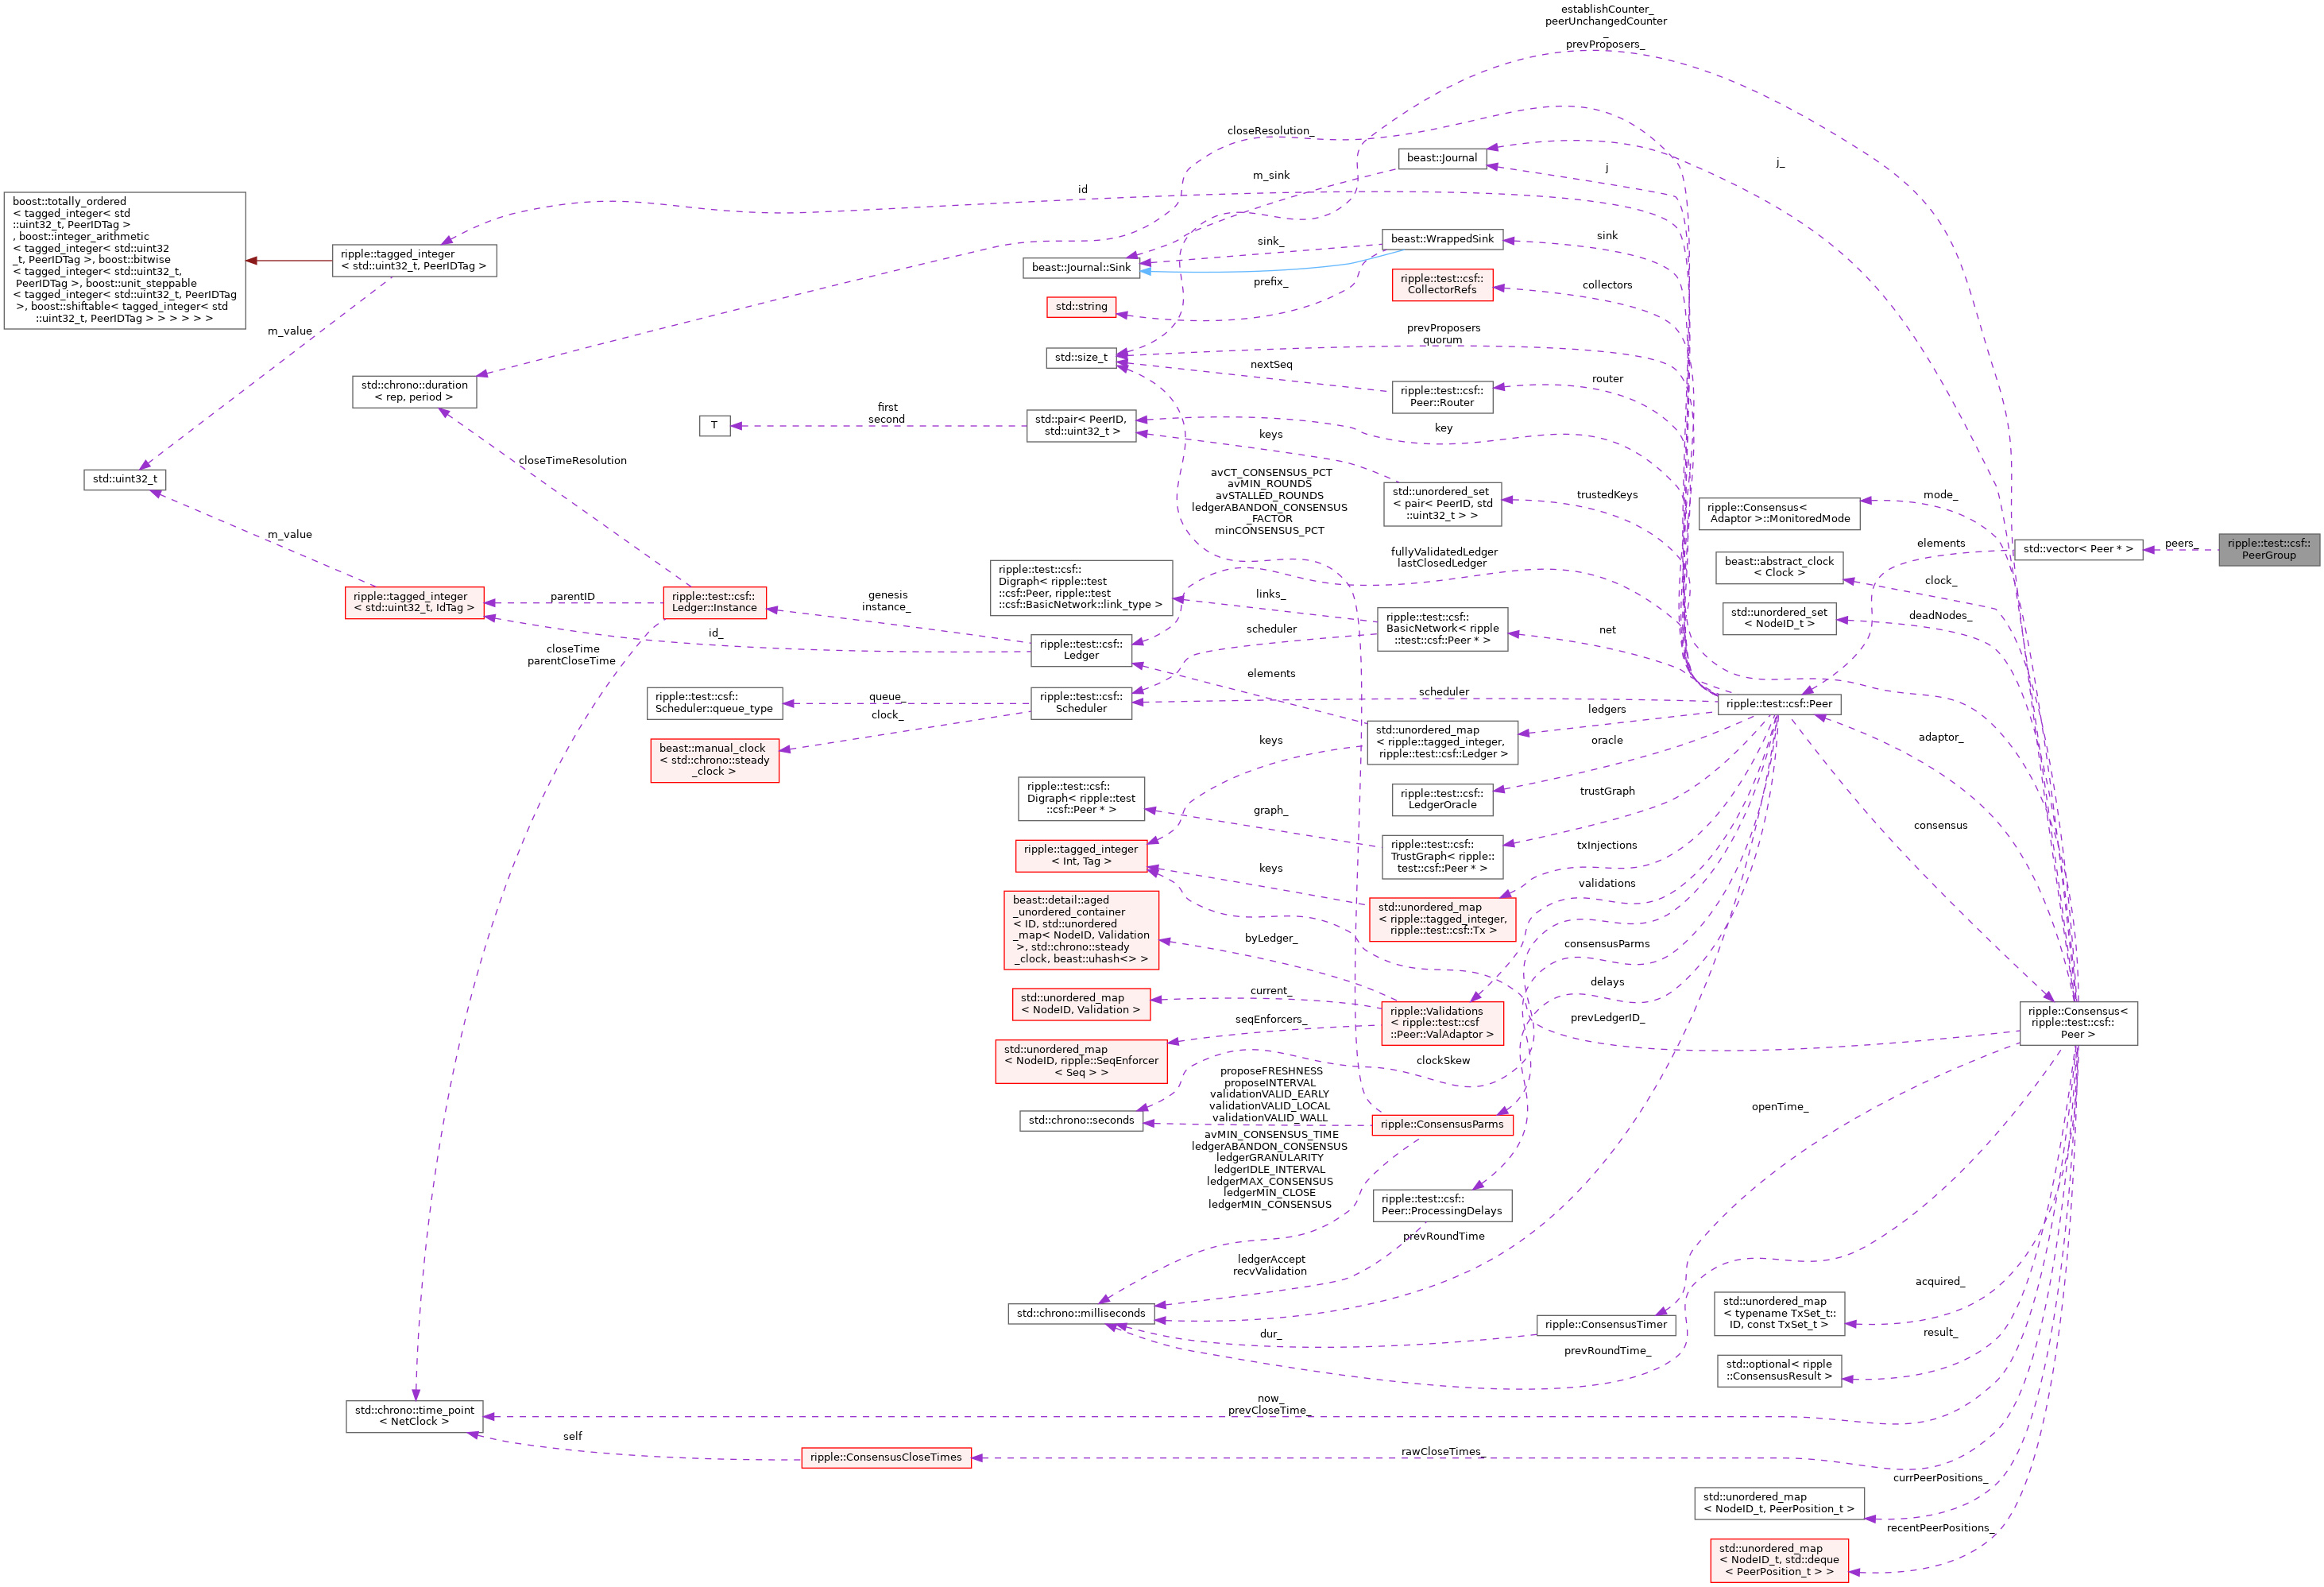 establishCounter_
peerUnchangedCounter
_
prevProposers_
closeResolution_
beast::Journal
j_
j
m_sink
id
boost::totally_ordered
< tagged_integer< std
::uint32_t, PeerIDTag >
, boost::integer_arithmetic
< tagged_integer< std::uint32
_t, PeerIDTag >, boost::bitwise
< tagged_integer< std::uint32_t,
PeerIDTag >, boost::unit_steppable
< tagged_integer< std::uint32_t, PeerIDTag
>, boost::shiftable< tagged_integer< std
::uint32_t, PeerIDTag > > > > > >
ripple::tagged_integer
< std::uint32_t, PeerIDTag >
beast::WrappedSink
sink
sink_
beast::Journal::Sink
prefix_
std::string
ripple::test::csf::
CollectorRefs
collectors
m_value
prevProposers
quorum
std::size_t
nextSeq
ripple::test::csf::
Peer::Router
router
std::chrono::duration
< rep, period >
T
first
second
std::pair< PeerID,
std::uint32_t >
key
keys
closeTimeResolution
std::uint32_t
avCT_CONSENSUS_PCT
avMIN_ROUNDS
avSTALLED_ROUNDS
ledgerABANDON_CONSENSUS
_FACTOR
minCONSENSUS_PCT
std::unordered_set
< pair< PeerID, std
::uint32_t > >
trustedKeys
ripple::Consensus<
Adaptor >::MonitoredMode
mode_
m_value
elements
std::vector< Peer * >
peers_
ripple::test::csf::
PeerGroup
fullyValidatedLedger
lastClosedLedger
beast::abstract_clock
< Clock >
clock_
ripple::test::csf::
Digraph< ripple::test
::csf::Peer, ripple::test
::csf::BasicNetwork::link_type >
links_
ripple::tagged_integer
< std::uint32_t, IdTag >
parentID
ripple::test::csf::
Ledger::Instance
genesis
instance_
std::unordered_set
< NodeID_t >
deadNodes_
scheduler
ripple::test::csf::
BasicNetwork< ripple
::test::csf::Peer * >
net
id_
closeTime
parentCloseTime
ripple::test::csf::
Ledger
elements
ripple::test::csf::
Scheduler::queue_type
queue_
clock_
ripple::test::csf::
Scheduler
scheduler
ripple::test::csf::Peer
ledgers
beast::manual_clock
< std::chrono::steady
_clock >
keys
std::unordered_map
< ripple::tagged_integer,
ripple::test::csf::Ledger >
oracle
adaptor_
ripple::test::csf::
Digraph< ripple::test
::csf::Peer * >
graph_
ripple::test::csf::
LedgerOracle
trustGraph
consensus
ripple::tagged_integer
< Int, Tag >
ripple::test::csf::
TrustGraph< ripple::
test::csf::Peer * >
txInjections
keys
validations
std::unordered_map
< ripple::tagged_integer,
ripple::test::csf::Tx >
beast::detail::aged
_unordered_container
< ID, std::unordered
_map< NodeID, Validation
>, std::chrono::steady
_clock, beast::uhash<> >
byLedger_
consensusParms
delays
std::unordered_map
< NodeID, Validation >
current_
seqEnforcers_
ripple::Validations
< ripple::test::csf
::Peer::ValAdaptor >
prevLedgerID_
ripple::Consensus<
ripple::test::csf::
Peer >
std::unordered_map
< NodeID, ripple::SeqEnforcer
< Seq > >
clockSkew
proposeFRESHNESS
proposeINTERVAL
validationVALID_EARLY
validationVALID_LOCAL
validationVALID_WALL
std::chrono::seconds
ripple::ConsensusParms
openTime_
avMIN_CONSENSUS_TIME
ledgerABANDON_CONSENSUS
ledgerGRANULARITY
ledgerIDLE_INTERVAL
ledgerMAX_CONSENSUS
ledgerMIN_CLOSE
ledgerMIN_CONSENSUS
ripple::test::csf::
Peer::ProcessingDelays
prevRoundTime
ledgerAccept
recvValidation
std::chrono::milliseconds
dur_
ripple::ConsensusTimer
prevRoundTime_
std::unordered_map
< typename TxSet_t::
ID, const TxSet_t >
acquired_
result_
std::optional< ripple
::ConsensusResult >
std::chrono::time_point
< NetClock >
now_
prevCloseTime_
self
ripple::ConsensusCloseTimes
rawCloseTimes_
currPeerPositions_
std::unordered_map
< NodeID_t, PeerPosition_t >
recentPeerPositions_
std::unordered_map
< NodeID_t, std::deque
< PeerPosition_t > >